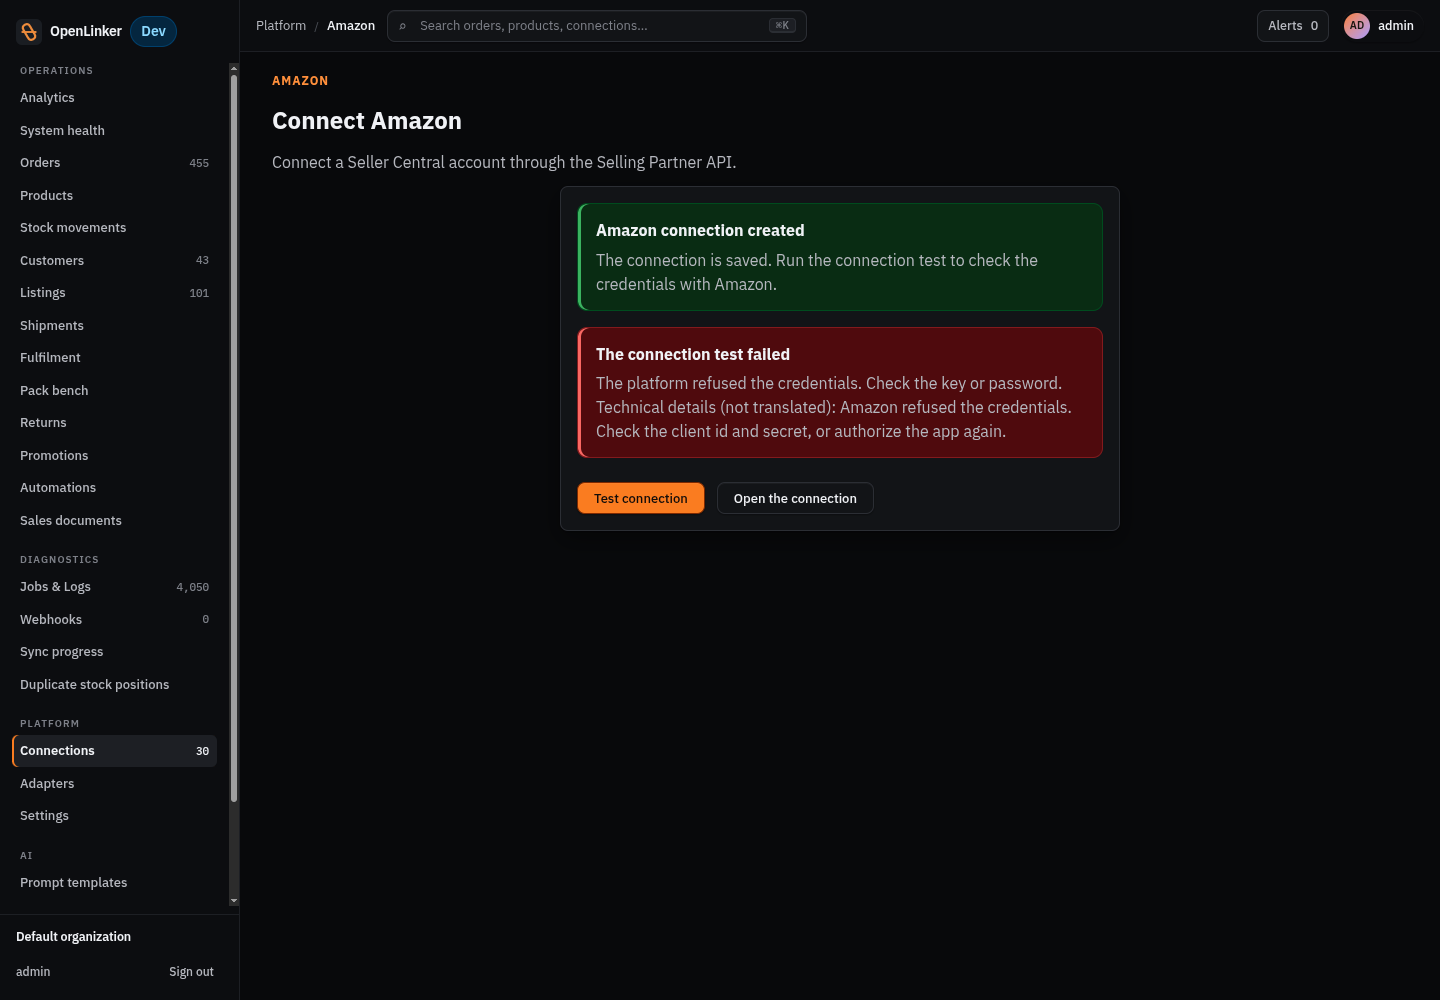 OpenLinker Dev
Platform / Amazon
Search orders, products, connections...
⌘K
Alerts 0
AD admin
OPERATIONS
Analytics
System health
Orders 455
Products
Stock movements
Customers 43
Listings 101
Shipments
Fulfilment
Pack bench
Returns
Promotions
Automations
Sales documents
DIAGNOSTICS
Jobs & Logs 4,050
Webhooks 0
Sync progress
Duplicate stock positions
PLATFORM
Connections 30
Adapters
Settings
AI
Prompt templates
Default organization
admin Sign out
AMAZON
Connect Amazon
Connect a Seller Central account through the Selling Partner API.
Amazon connection created
The connection is saved. Run the connection test to check the
credentials with Amazon.
The connection test failed
The platform refused the credentials. Check the key or password.
Technical details (not translated): Amazon refused the credentials.
Check the client id and secret, or authorize the app again.
Test connection Open the connection